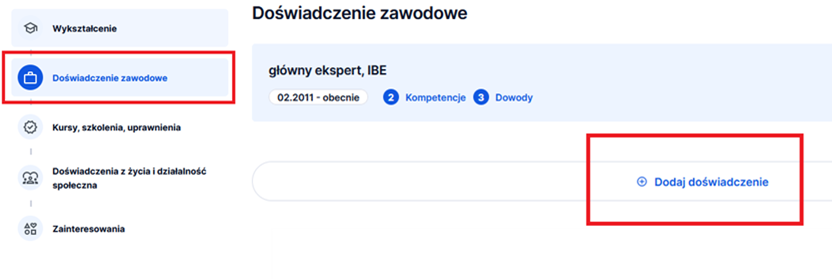 Wykształcenie
Doświadczenie zawodowe
Kursy, szkolenia, uprawnienia
Doświadczenia z życia i działalność
społeczna
Zainteresowania
Doświadczenie zawodowe
główny ekspert, IBE
02.2011 - obecnie 2 Kompetencje 3 Dowody
Dodaj doświadczenie